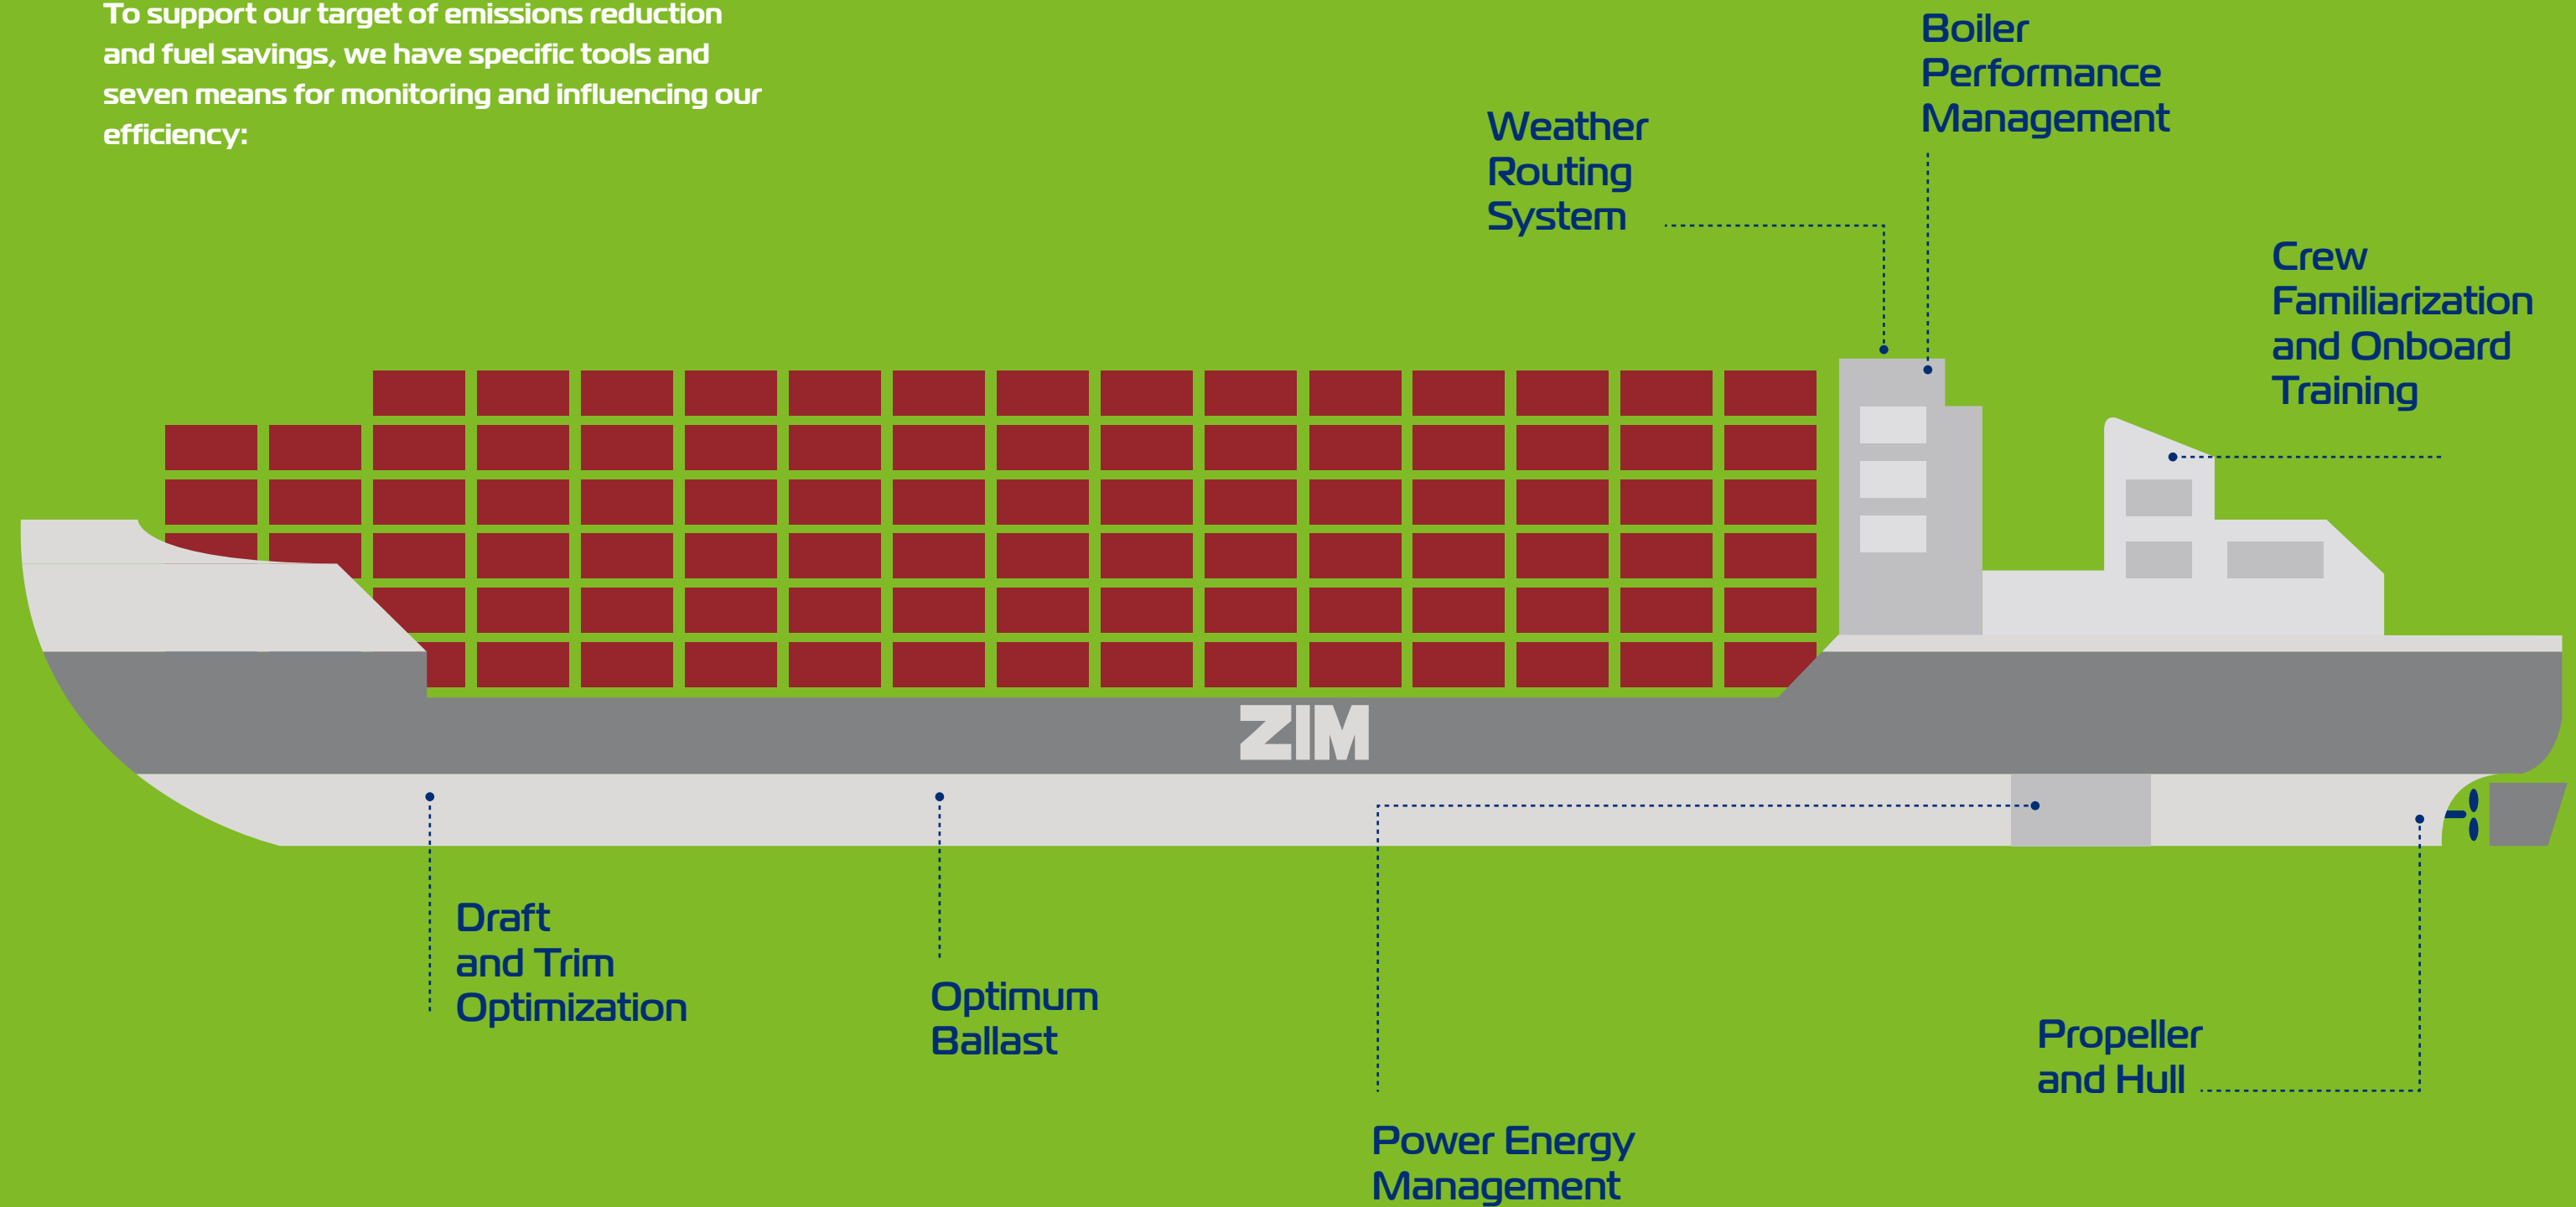 To support our target of emissions reduction
and fuel savings, we have specific tools and
seven means for monitoring and influencing our
efficiency:
Boiler
Performance
Management
Weather
Routing
System
Crew
Familiarization
and Onboard
Training
ZIM
Draft
and Trim
Optimization
Optimum
Ballast
Propeller
and Hull
Power Energy
Management